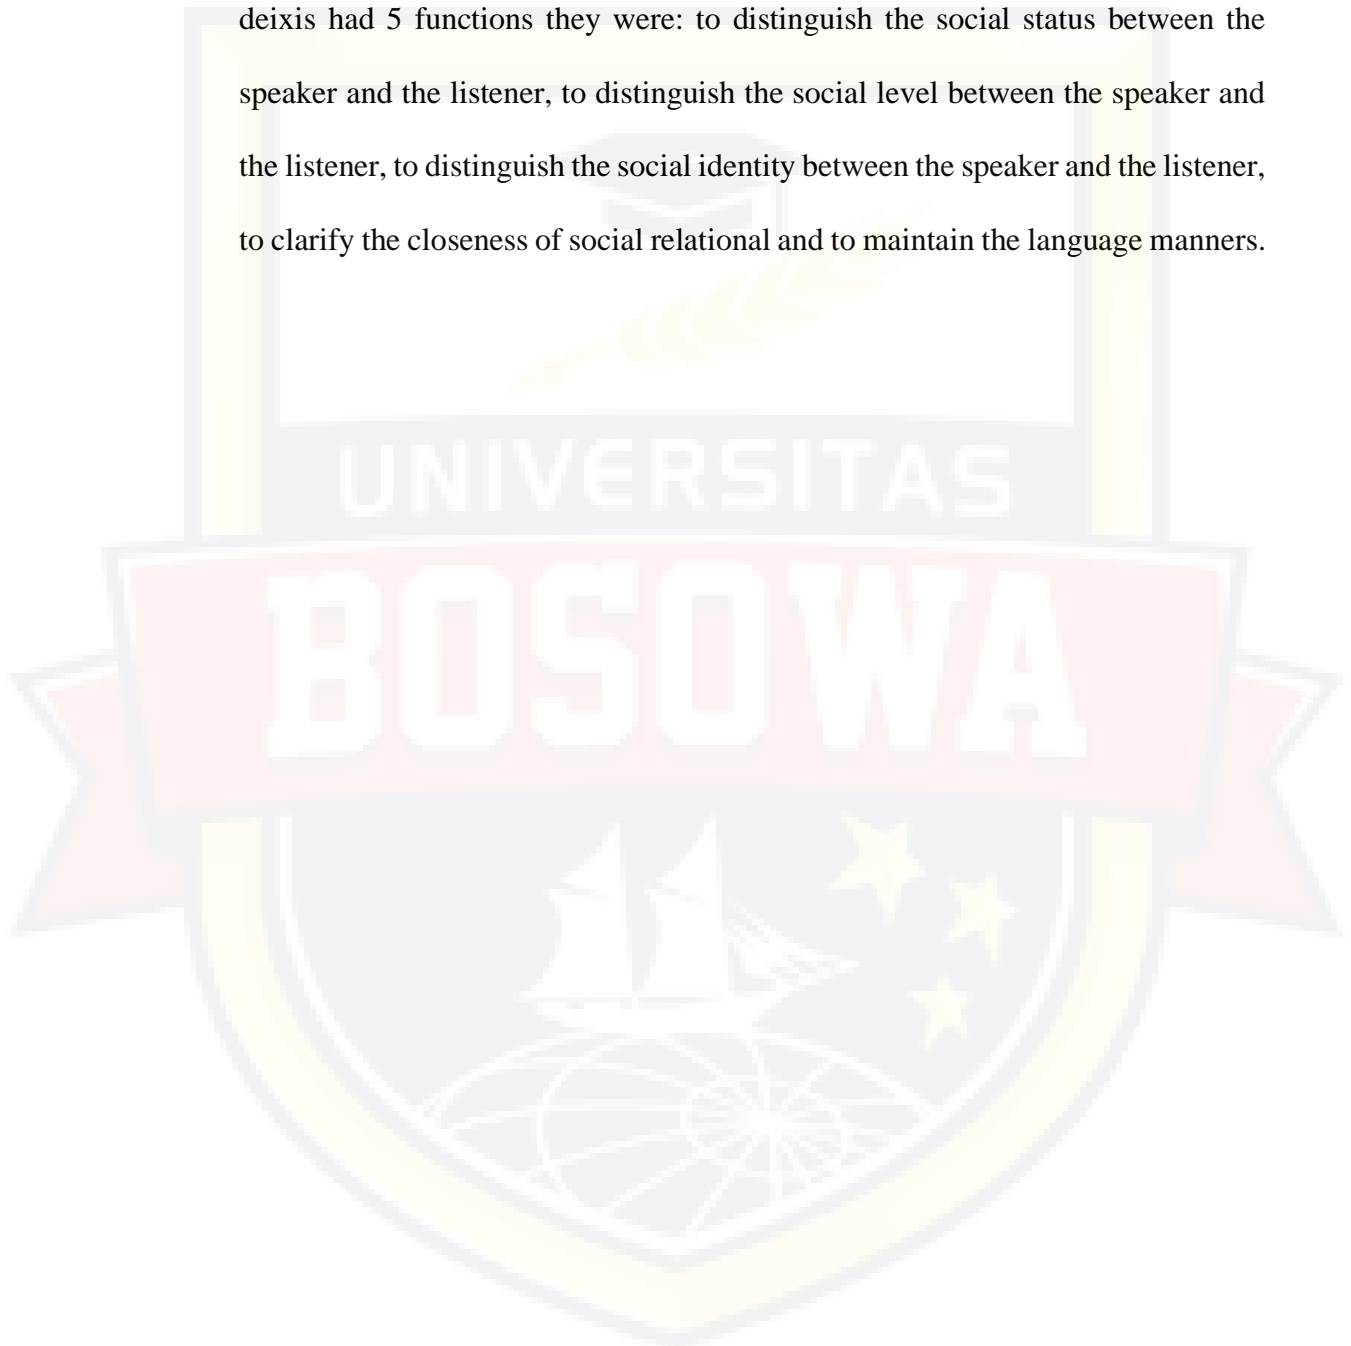 deixis had 5 functions they were: to distinguish the social status between the
speaker and the listener, to distinguish the social level between the speaker and
the listener, to distinguish the social identity between the speaker and the listener,
to clarify the closeness of social relational and to maintain the language manners.
UNIVERSITAS
BOSOWA